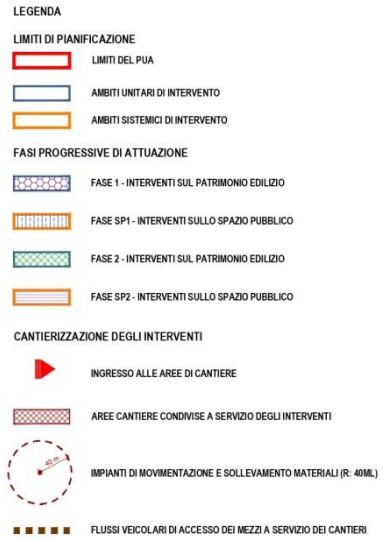 LEGENDA
LIMITI DI PIANIFICAZIONE
LIMITI DEL PUA
AMBITI UNITARI DI INTERVENTO
AMBITI SISTEMICI DI INTERVENTO
FASI PROGRESSIVE DI ATTUAZIONE
FASE 1 - INTERVENTI SUL PATRIMONIO EDILIZIO
FASE SP1 - INTERVENTI SULLO SPAZIO PUBBLICO
FASE 2 - INTERVENTI SUL PATRIMONIO EDILIZIO
FASE SP2 - INTERVENTI SULLO SPAZIO PUBBLICO
CANTIERIZZAZIONE DEGLI INTERVENTI
INGRESSO ALLE AREE DI CANTIERE
AREE CANTIERE CONDIVISE A SERVIZIO DEGLI INTERVENTI
40 m
IMPIANTI DI MOVIMENTAZIONE E SOLLEVAMENTO MATERIALI (R: 40ML)
FLUSSI VEICOLARI DI ACCESSO DEI MEZZI A SERVIZIO DEI CANTIERI